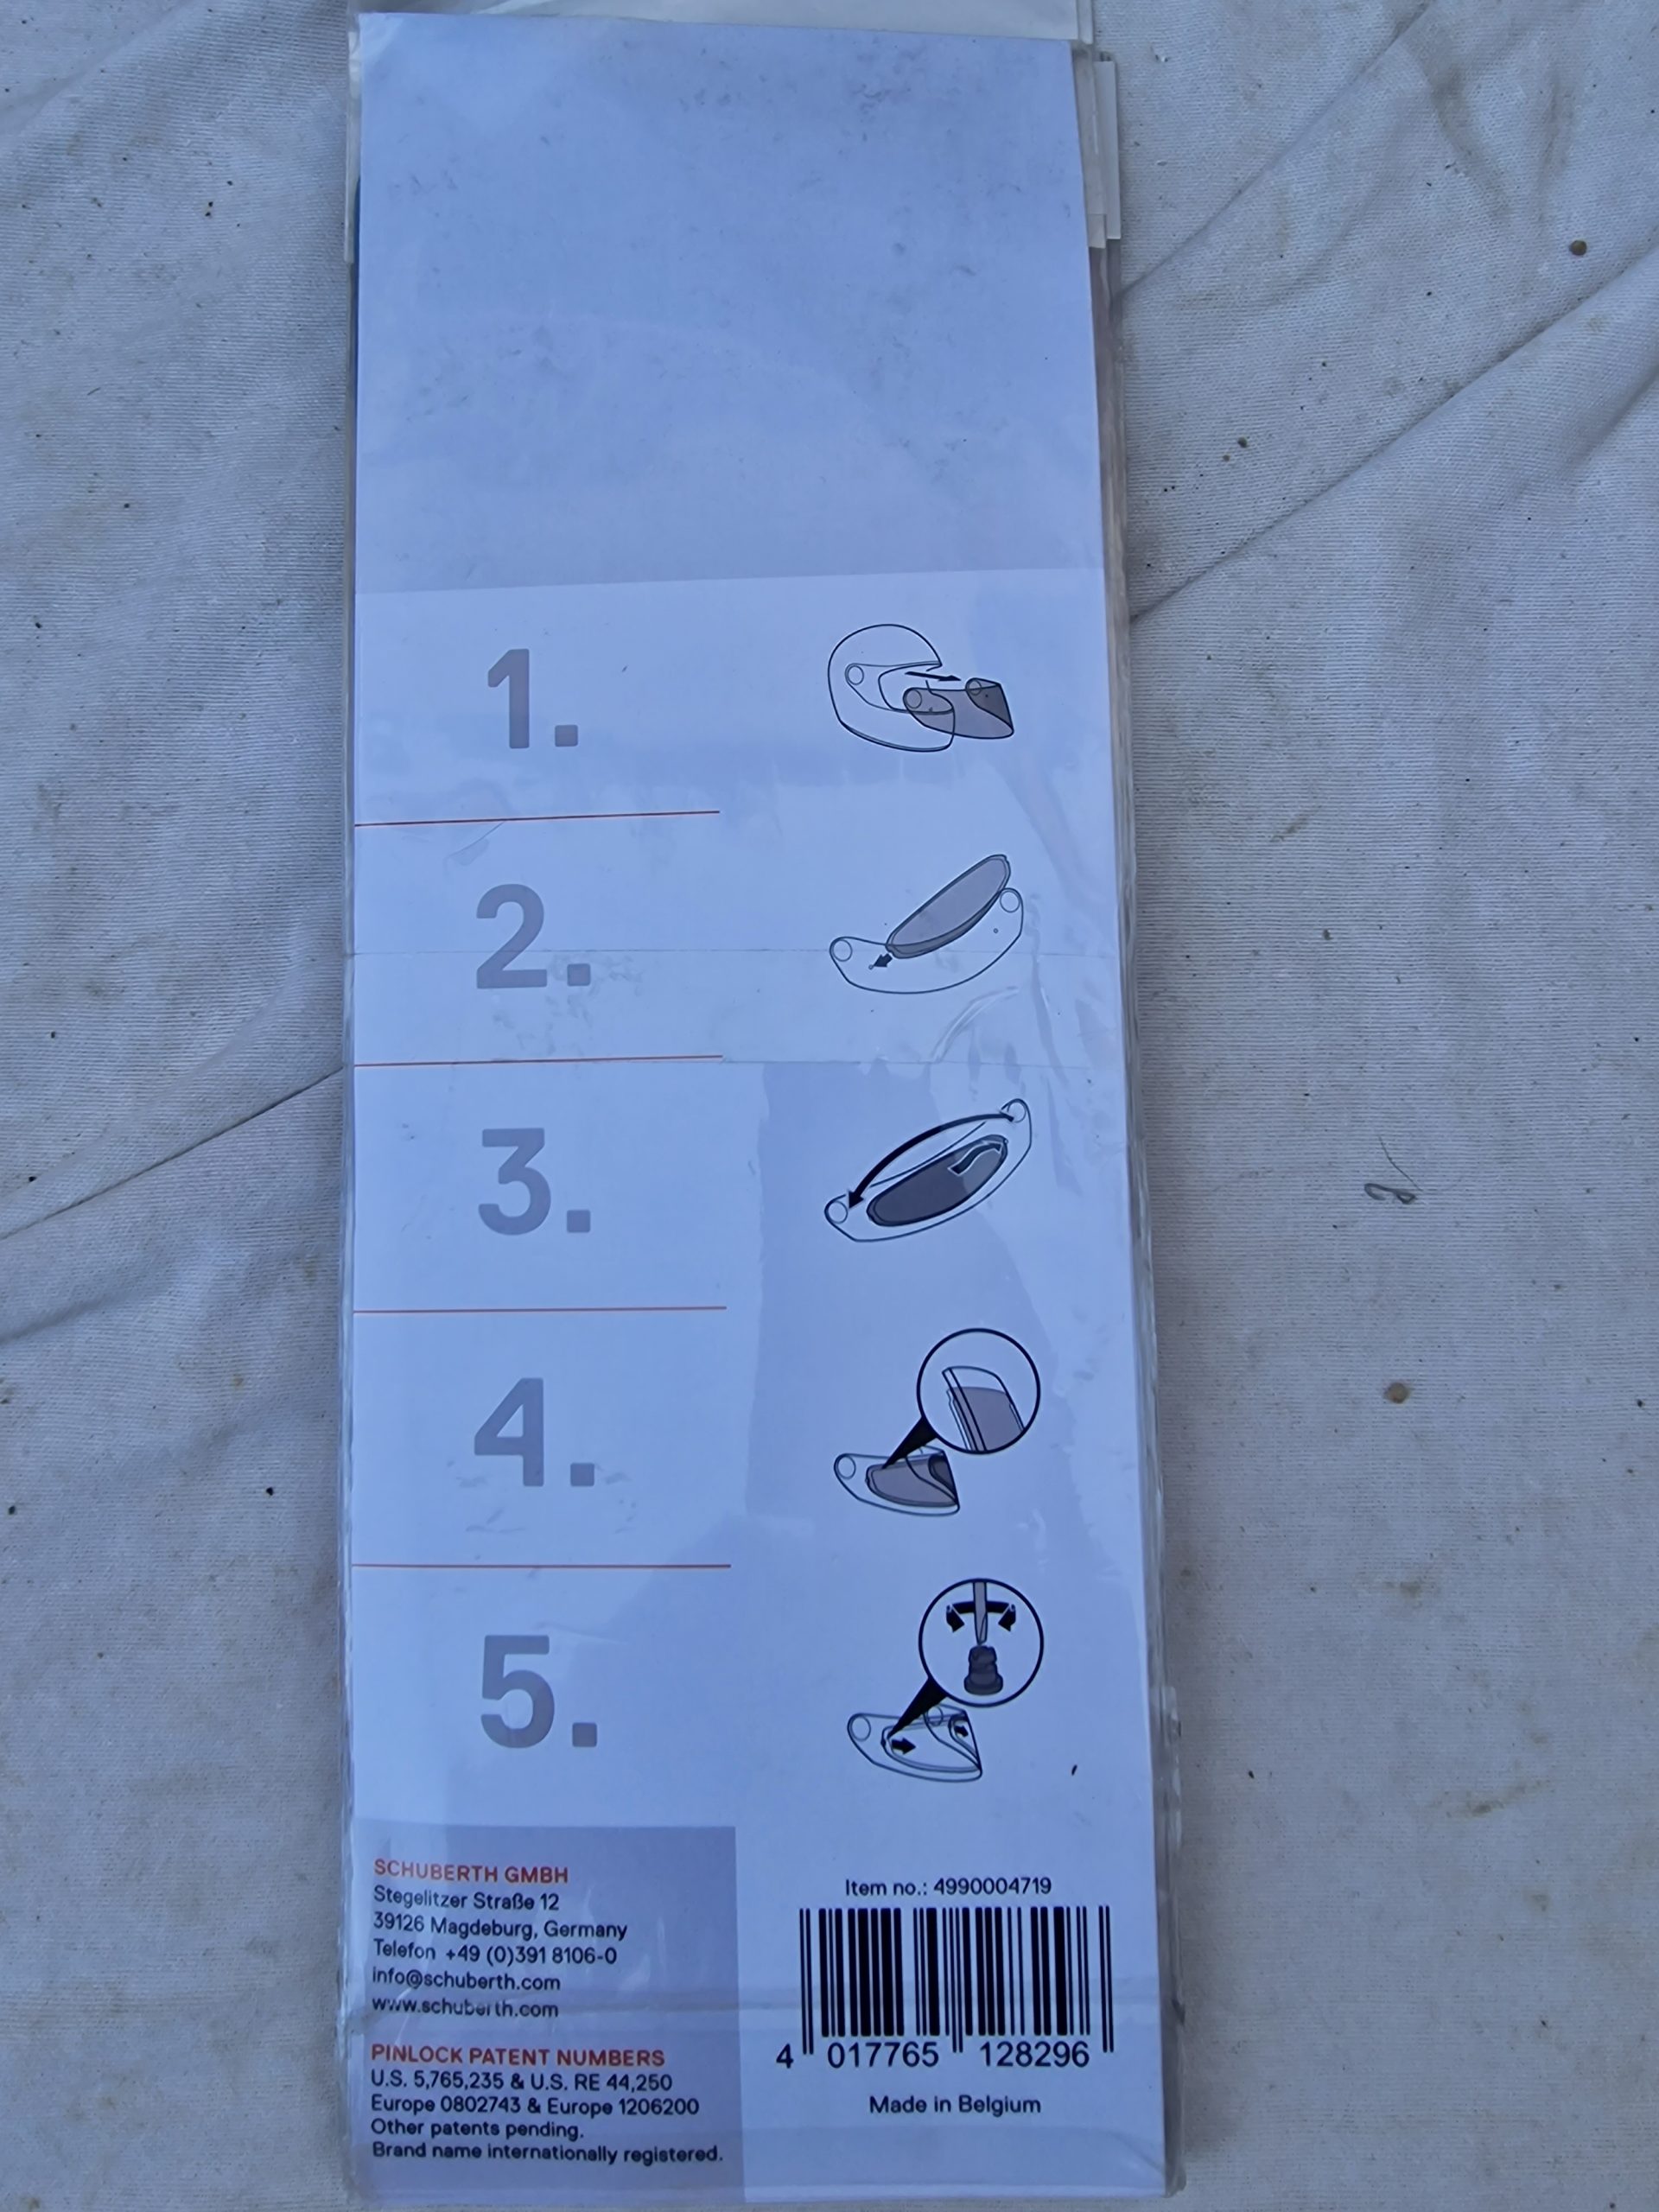 1.
2.
3.
4.
5.
SCHUBERTH GMBH
Stegelitzer Straße 12
39126 Magdeburg, Germany
Telefon +49 (0)391 8106-0
info@schuberth.com
www.schuberth.com
PINLOCK PATENT NUMBERS
U.S. 5,765,235 & U.S. RE 44,250
Europe 0802743 & Europe 1206200
Other patents pending.
Brand name internationally registered.
Item no.: 4990004719
4 017765 128296
Made in Belgium